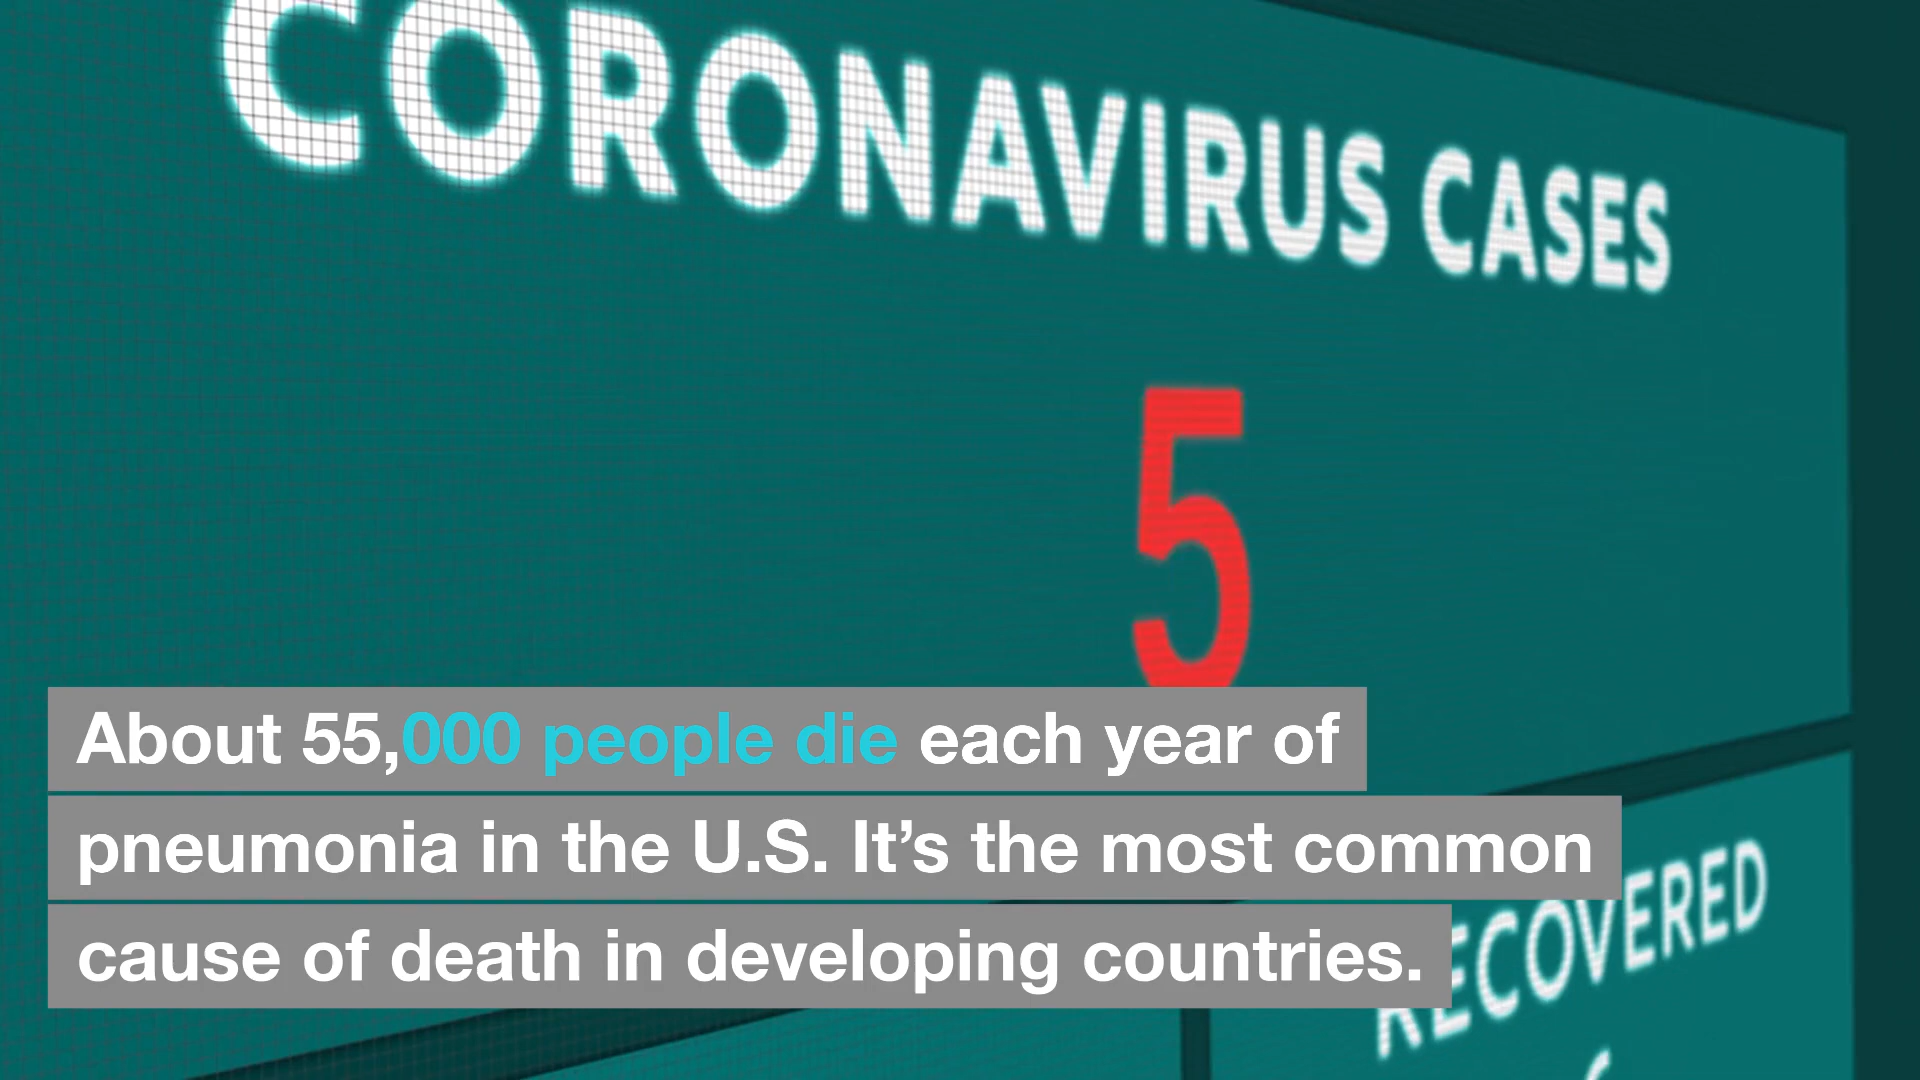 CORONAVIRUS CASES
5
About 55,000 people die each year of
pneumonia in the U.S. It’s the most common
cause of death in developing countries.
RECOVERED